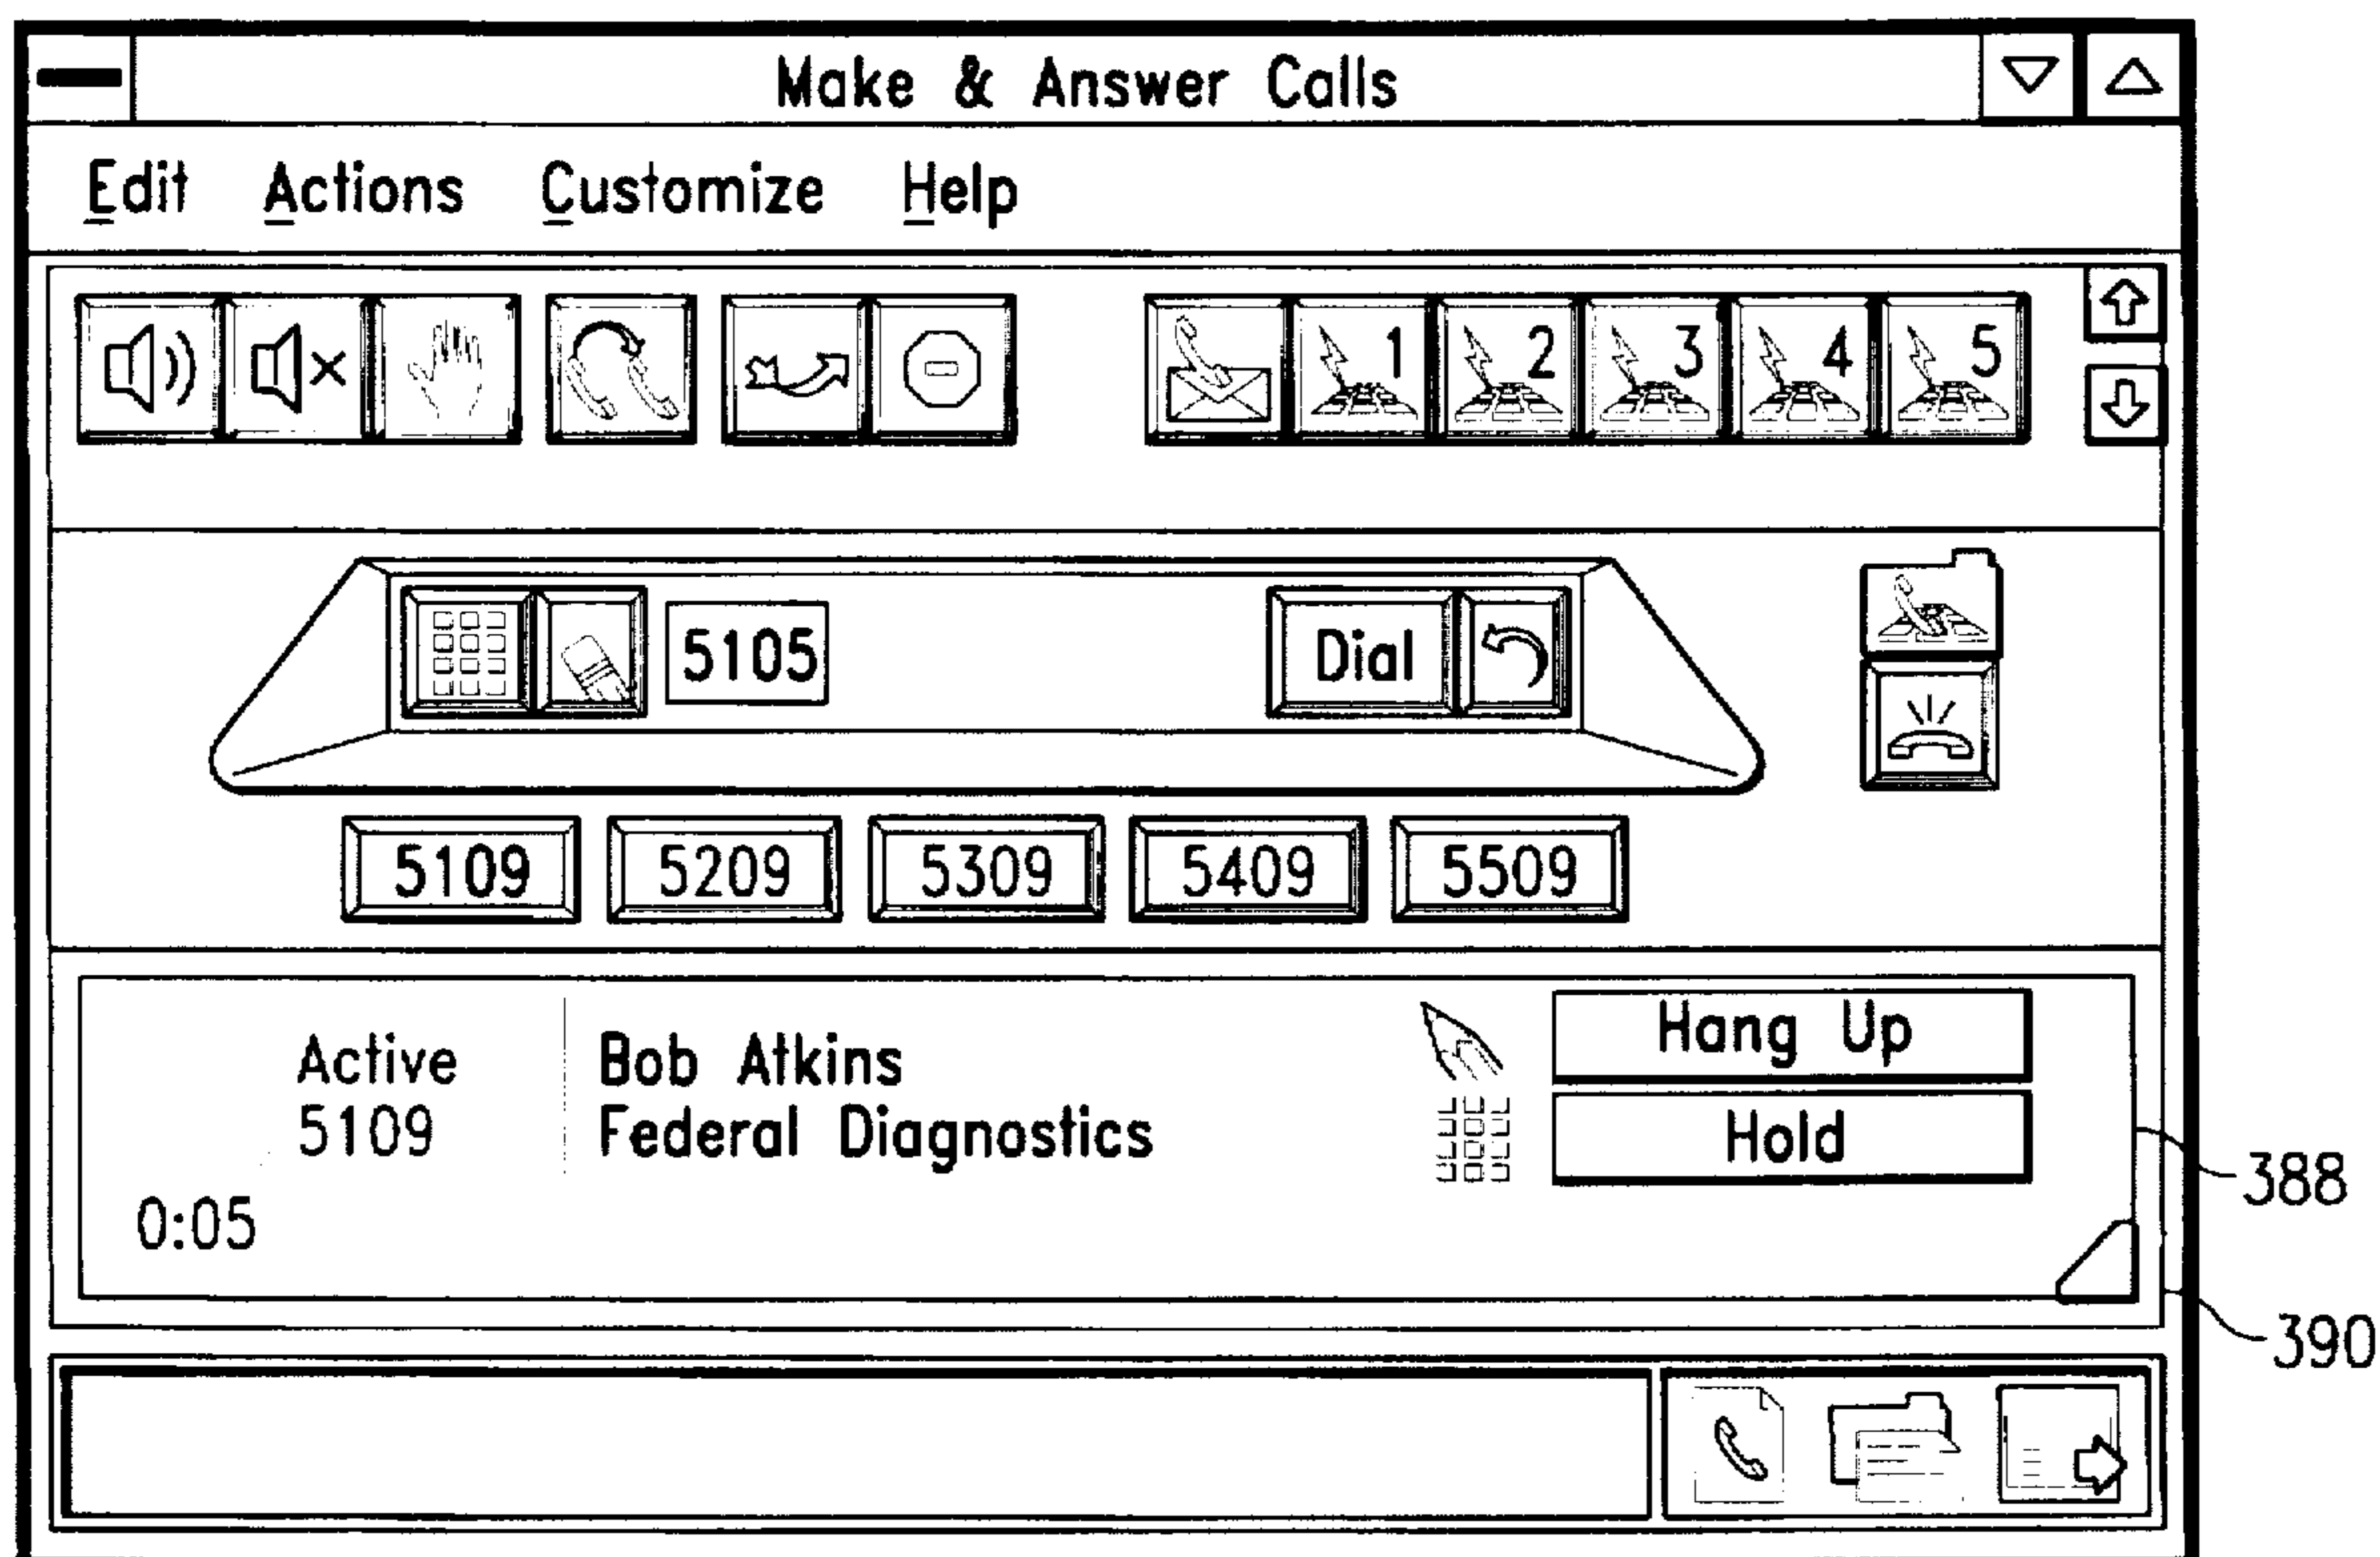 Make & Answer Calls
Edit Actions Customize Help
1 2 3 4 5
5105 Dial
5109 5209 5309 5409 5509
Active
5109
Bob Atkins
Federal Diagnostics
Hang Up
Hold
0:05
388
390